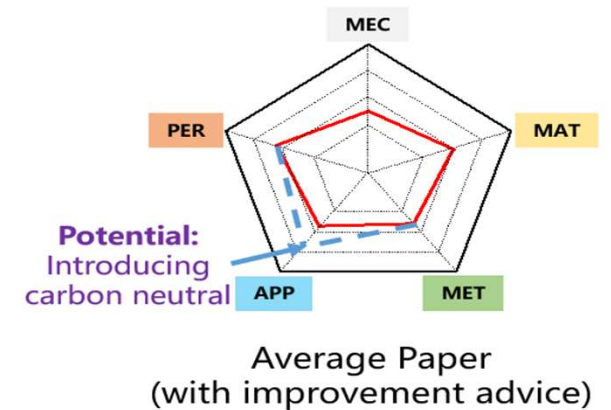 MEC
PER
MAT
Potential:
Introducing
carbon neutral
APP
MET
Average Paper
(with improvement advice)